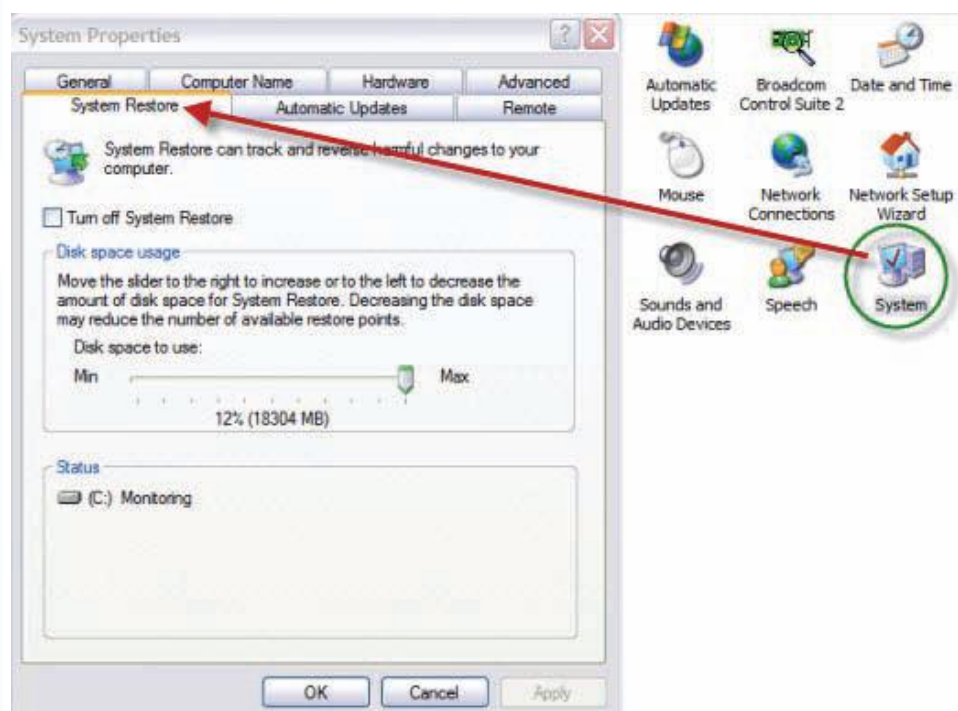 System Properties
General
Computer Name
Hardware
Advanced
System Restore
Automatic Updates
Remote
System Restore can track and reverse harmful changes to your
computer.
Turn off System Restore
Disk space usage
Move the slider to the right to increase or to the left to decrease the
amount of disk space for System Restore. Decreasing the disk space
may reduce the number of available restore points.
Disk space to use:
Min
Max
12% (18304 MB)
Status
(C:) Monitoring
OK
Cancel
Apply
Automatic
Updates
Broadcom
Control Suite 2
Date and Time
Mouse
Network
Connections
Network Setup
Wizard
Sounds and
Audio Devices
Speech
System